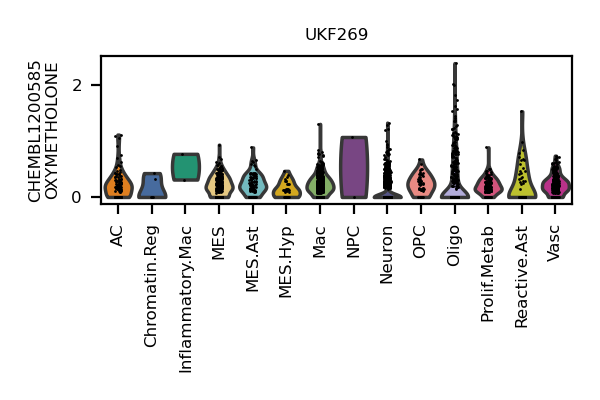 UKF269
CHEMBL1200585
OXYMETHOLONE
2
0
AC
Chromatin.Reg
Inflammatory.Mac
MES
MES.Ast
MES.Hyp
Mac
NPC
Neuron
OPC
Oligo
Prolif.Metab
Reactive.Ast
Vasc